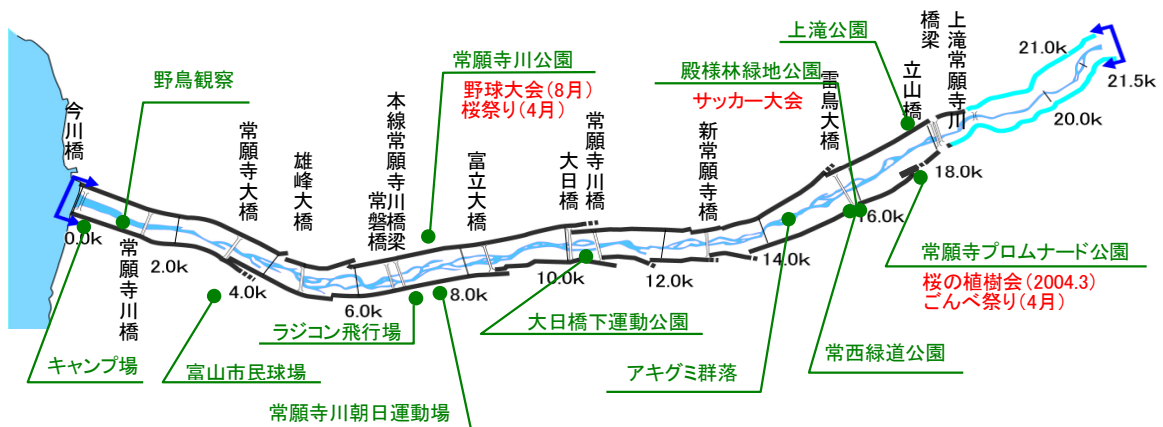 野鳥観察
今川橋
常願寺川橋
常願寺大橋
雄峰大橋
本線常願寺川橋梁
常磐橋
常願寺川公園
野球大会(8月)
桜祭り(4月)
富立大橋
大日橋
常願寺川橋
新常願寺橋
サッカー大会
殿様林緑地公園
上滝公園
雷鳥大橋
立山橋
上滝常願寺川
橋梁
21.0k
21.5k
20.0k
18.0k
16.0k
14.0k
12.0k
10.0k
8.0k
6.0k
4.0k
2.0k
0.0k
キャンプ場
富山市民球場
ラジコン飛行場
常願寺川朝日運動場
大日橋下運動公園
アキグミ群落
常西緑道公園
常願寺プロムナード公園
桜の植樹会(2004.3)
ごんべ祭り(4月)